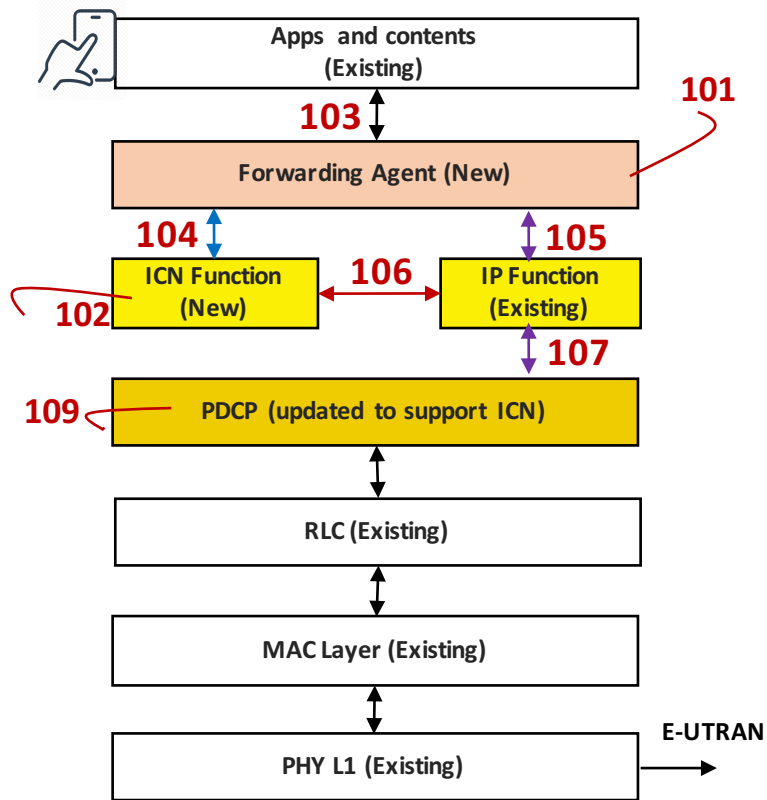 Apps and contents
(Existing)
103
101
Forwarding Agent (New)
104
105
ICN Function
(New)
106
IP Function
(Existing)
102
107
109
PDCP (updated to support ICN)
RLC (Existing)
MAC Layer (Existing)
E-UTRAN
PHY L1 (Existing)